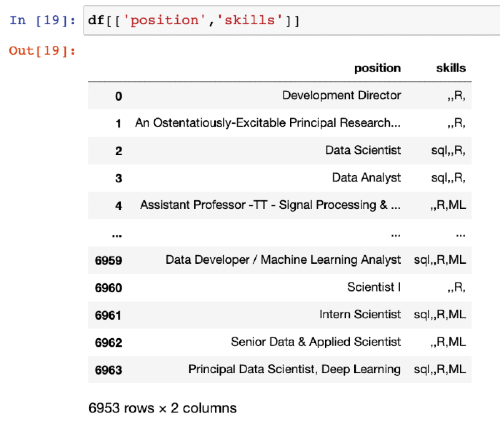 In [19]: df[['position','skills']]
Out[19]:
position skills
0 Development Director ,,R,
1 An Ostentatiously-Excitable Principal Research... ,,R,
2 Data Scientist sql,,R,
3 Data Analyst sql,,R,
4 Assistant Professor -TT - Signal Processing & ... ,,R,ML
... ... ...
6959 Data Developer / Machine Learning Analyst sql,,R,ML
6960 Scientist I ,,R,
6961 Intern Scientist sql,,R,ML
6962 Senior Data & Applied Scientist ,,R,ML
6963 Principal Data Scientist, Deep Learning sql,,R,ML
6953 rows × 2 columns